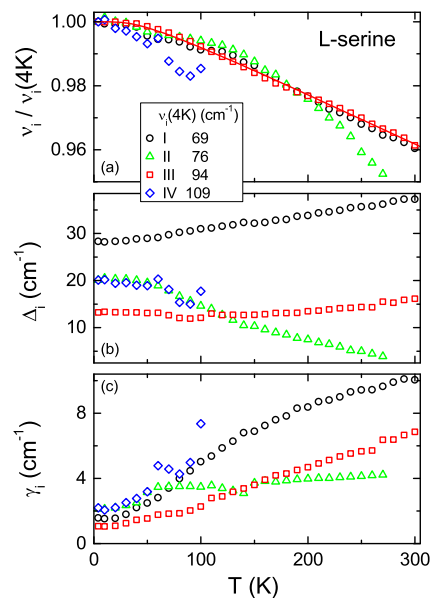 L-serine
1.00
0.98
0.96
ν_i / ν_i(4K)
(a)
ν_i(4K) (cm⁻¹)
I 69
II 76
III 94
IV 109
30
20
10
Δ_i (cm⁻¹)
(b)
(c)
8
4
0
γ_i (cm⁻¹)
0 100 200 300
T (K)